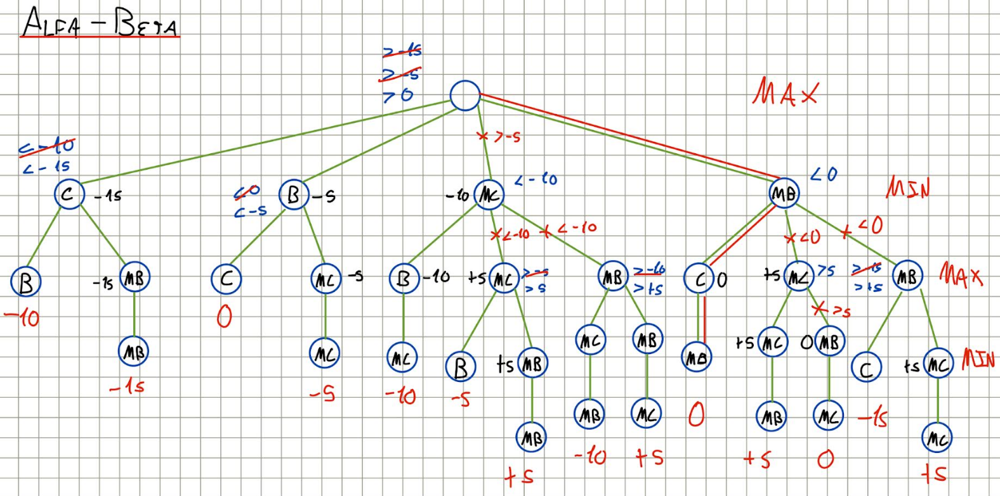 ALFA-BETA
>-15
>-5
>0
MAX
× >-5
<-10
<-15
C -15
<0
<-5
B -5
-10 MC <-10
MB <0
MIN
×<-10
×<-10
×<0
×<0
B
-15 MB
C
MC -5
B -10
+5 MC >-5
>5
MB >-10
>+5
C 0
+5 MC >5
>-15
>+5
MB
MAX
-10
0
×>5
MB
MC
MC
B
+5 MB
MC
MB
MB
+5 MC
0 MB
C
+5 MC
MIN
-15
-5
-10
-5
MB
MB
MC
0
MB
MC
-15
MC
+5
-10
+5
+5
0
+5